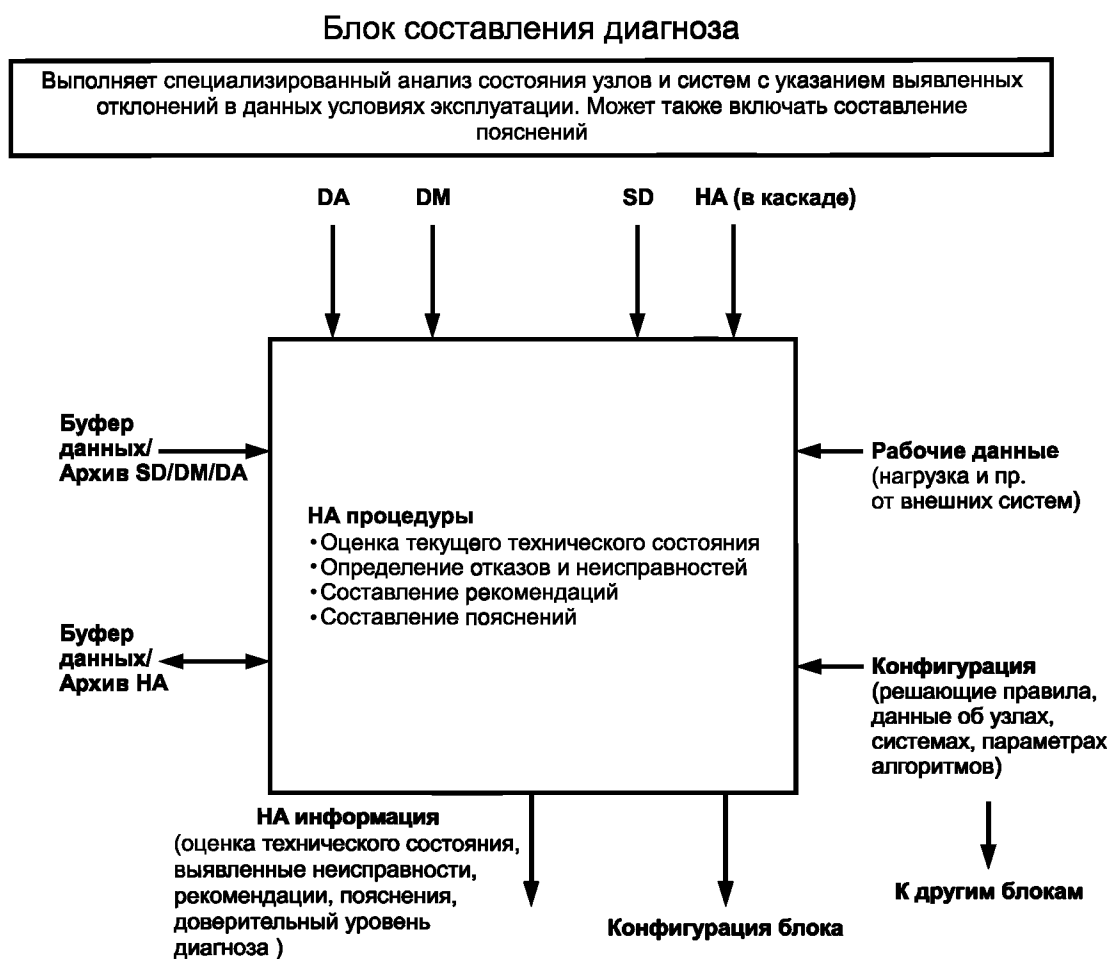 Блок составления диагноза
Выполняет специализированный анализ состояния узлов и систем с указанием выявленных
отклонений в данных условиях эксплуатации. Может также включать составление
пояснений
DA DM SD НА (в каскаде)
Буфер
данных/
Архив SD/DM/DA
Рабочие данные
(нагрузка и пр.
от внешних систем)
НА процедуры
• Оценка текущего технического состояния
• Определение отказов и неисправностей
• Составление рекомендаций
• Составление пояснений
Буфер
данных/
Архив НА
Конфигурация
(решающие правила,
данные об узлах,
системах, параметрах
алгоритмов)
НА информация
(оценка технического состояния,
выявленные неисправности,
рекомендации, пояснения,
доверительный уровень
диагноза )
Конфигурация блока
К другим блокам